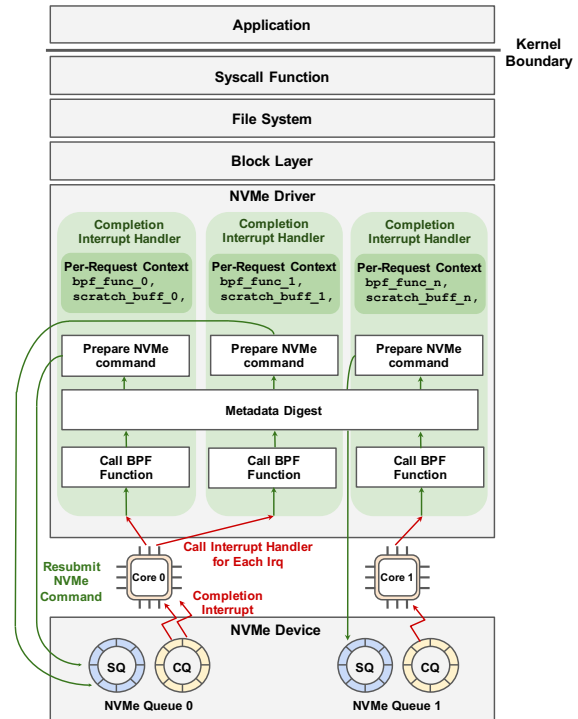 Application
Kernel
Boundary
Syscall Function
File System
Block Layer
NVMe Driver
Completion
Interrupt Handler
Per-Request Context
bpf_func_0,
scratch_buff_0,
Completion
Interrupt Handler
Per-Request Context
bpf_func_1,
scratch_buff_1,
Completion
Interrupt Handler
Per-Request Context
bpf_func_n,
scratch_buff_n,
Prepare NVMe
command
Prepare NVMe
command
Prepare NVMe
command
Metadata Digest
Call BPF
Function
Call BPF
Function
Call BPF
Function
Call Interrupt Handler
for Each Irq
Resubmit
NVMe
Command
Core 0
Core 1
Completion
Interrupt
NVMe Device
SQ
CQ
SQ
CQ
NVMe Queue 0
NVMe Queue 1